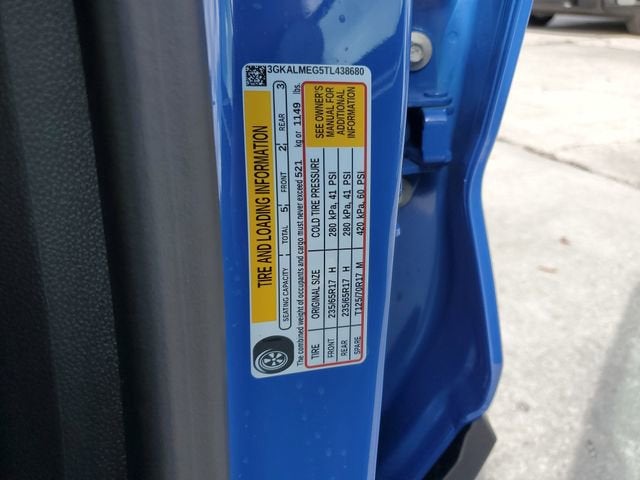 3GKALMEG5TL438680
TIRE AND LOADING INFORMATION
SEATING CAPACITY TOTAL 5 FRONT 2 REAR 3
The combined weight of occupants and cargo must never exceed 521 kg or 1149 lbs.
TIRE ORIGINAL SIZE COLD TIRE PRESSURE
FRONT 235/65R17 H 280 kPa, 41 PSI
REAR 235/65R17 H 280 kPa, 41 PSI
SPARE T125/70R17 M 420 kPa, 60 PSI
SEE OWNER'S
MANUAL FOR
ADDITIONAL
INFORMATION